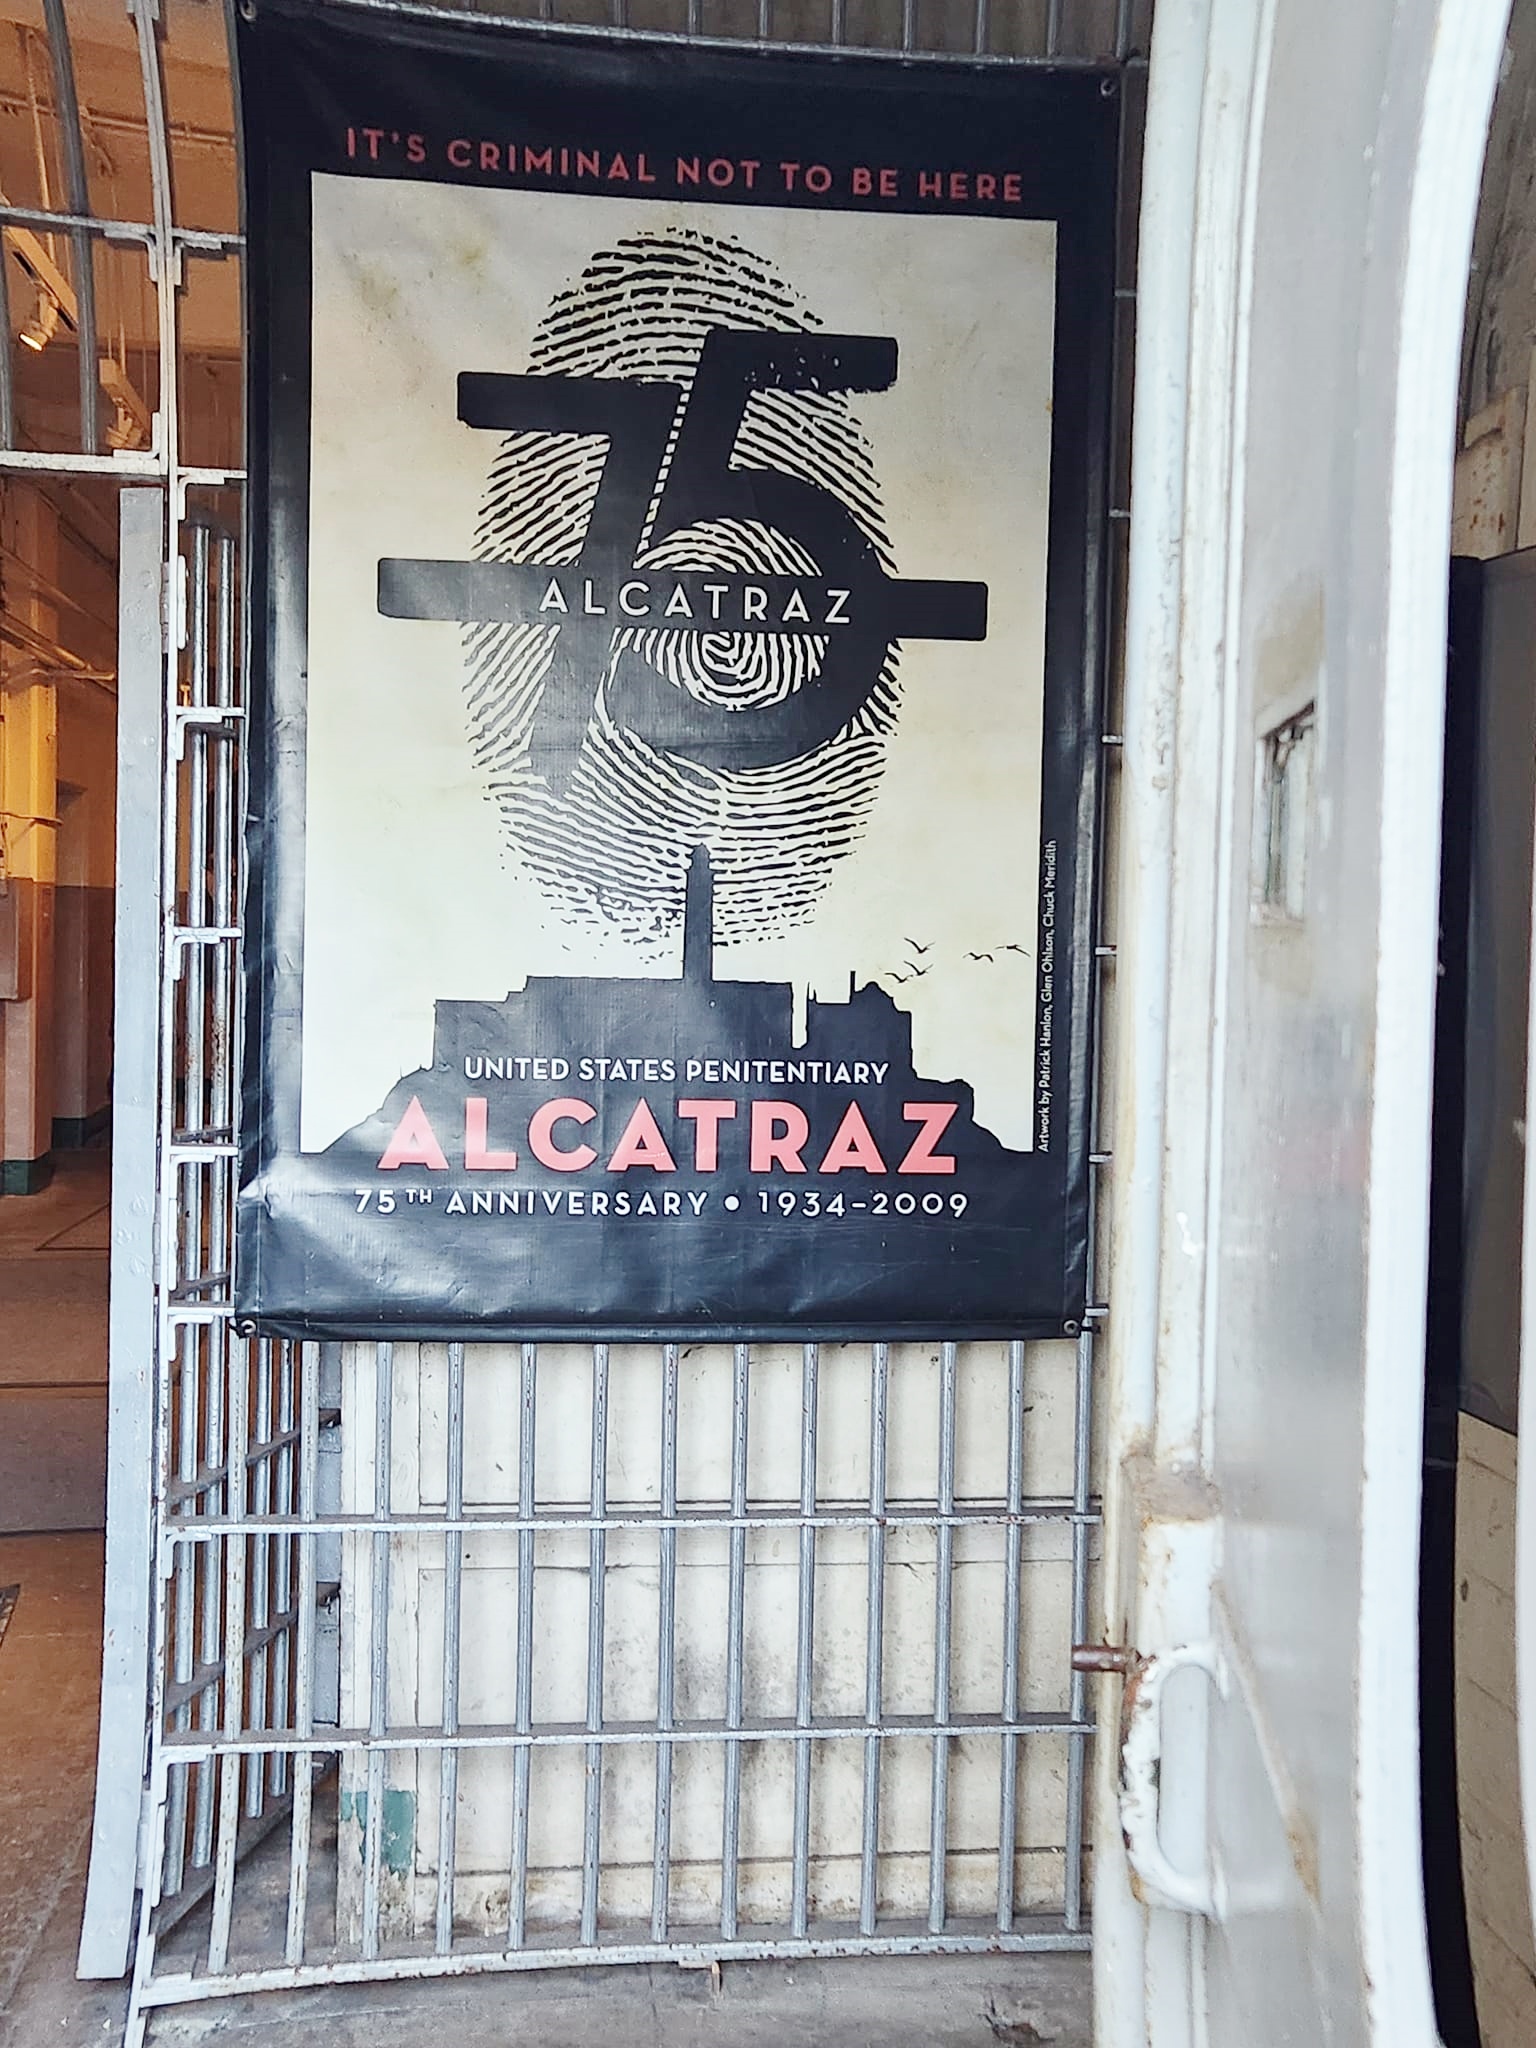 IT'S CRIMINAL NOT TO BE HERE
75
ALCATRAZ
UNITED STATES PENITENTIARY
ALCATRAZ
75TH ANNIVERSARY • 1934-2009
Artwork by Patrick Hanlon, Glen Ohlson, Chuck Meridith